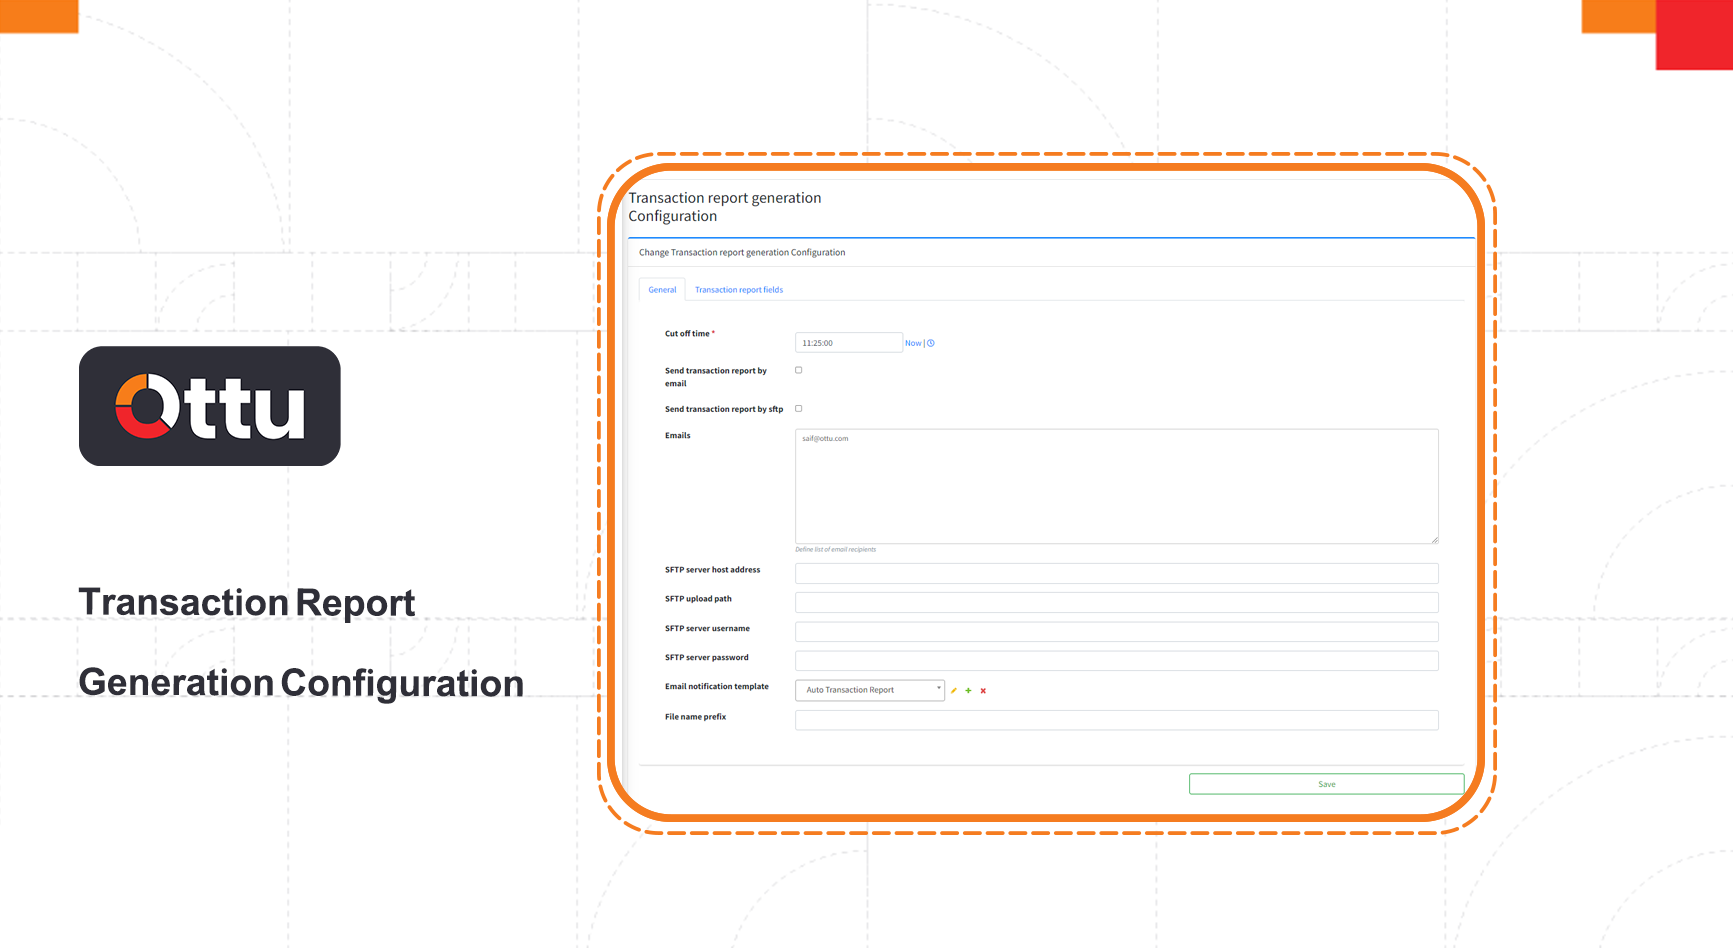 Ottu
Transaction Report
Generation Configuration
Transaction report generation
Configuration
Change Transaction report generation Configuration
General
Transaction report fields
Cut off time *
11:25:00
Now |
Send transaction report by
email
Send transaction report by sftp
Emails
saif@ottu.com
Define list of email recipients
SFTP server host address
SFTP upload path
SFTP server username
SFTP server password
Email notification template
Auto Transaction Report
File name prefix
Save